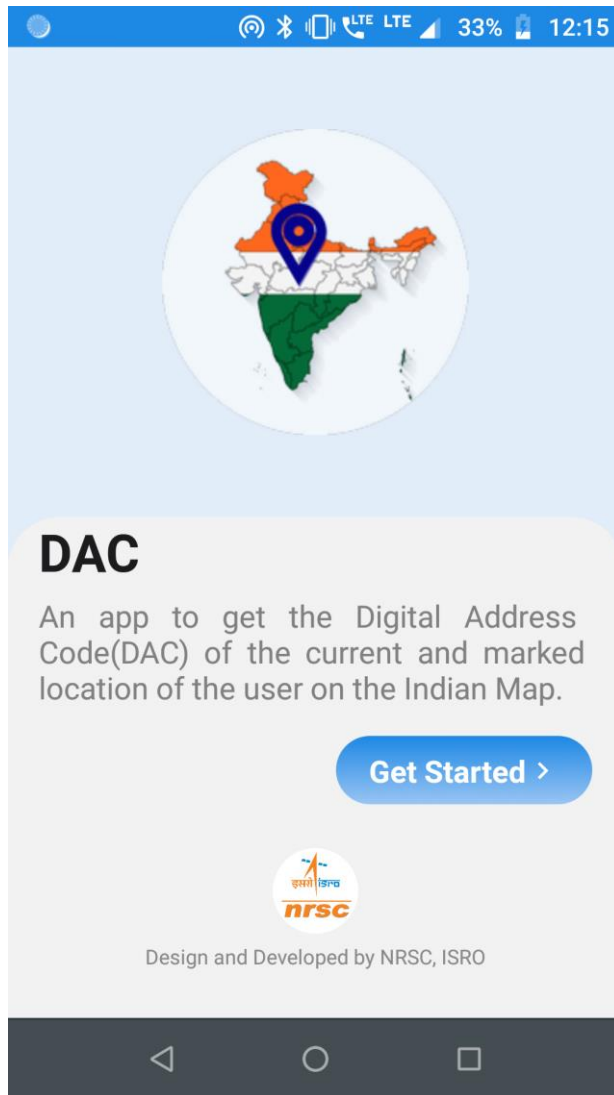 LTE LTE 33% 12:15
DAC
An app to get the Digital Address
Code(DAC) of the current and marked
location of the user on the Indian Map.
Get Started >
इसरो isro
nrsc
Design and Developed by NRSC, ISRO